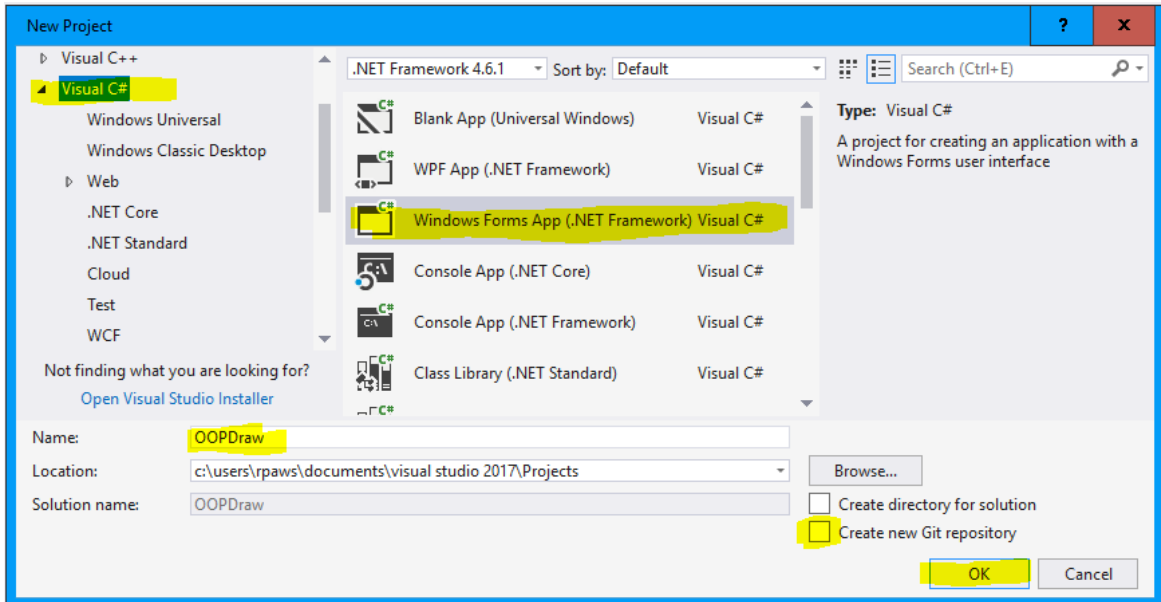 New Project
? x
Visual C++
Visual C#
Windows Universal
Windows Classic Desktop
Web
.NET Core
.NET Standard
Cloud
Test
WCF
Not finding what you are looking for?
Open Visual Studio Installer
.NET Framework 4.6.1 Sort by: Default
C# Blank App (Universal Windows) Visual C#
C# WPF App (.NET Framework) Visual C#
C# Windows Forms App (.NET Framework) Visual C#
C:\ Console App (.NET Core) Visual C#
C# C:\ Console App (.NET Framework) Visual C#
C# Class Library (.NET Standard) Visual C#
C#
Search (Ctrl+E)
Type: Visual C#
A project for creating an application with a
Windows Forms user interface
Name: OOPDraw
Location: c:\users\rpaws\documents\visual studio 2017\Projects Browse...
Solution name: OOPDraw
Create directory for solution
Create new Git repository
OK Cancel